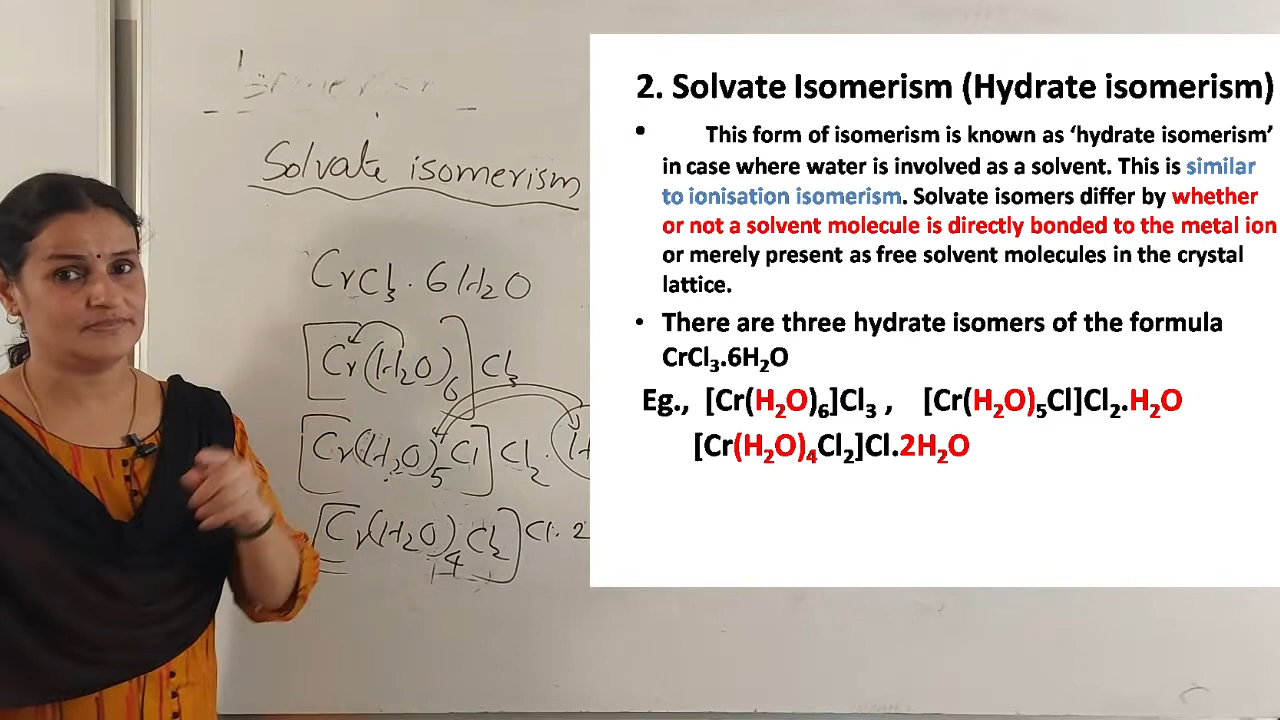 Isomerism
Solvate isomerism
CrCl₃ · 6H₂O
[Cr(H₂O)₆]Cl₃
[Cr(H₂O)₅Cl]Cl₂ · (H
[Cr(H₂O)₄Cl₂]Cl · 2
2. Solvate Isomerism (Hydrate isomerism)
• This form of isomerism is known as ‘hydrate isomerism’
in case where water is involved as a solvent. This is similar
to ionisation isomerism. Solvate isomers differ by whether
or not a solvent molecule is directly bonded to the metal ion
or merely present as free solvent molecules in the crystal
lattice.
• There are three hydrate isomers of the formula
CrCl₃.6H₂O
Eg., [Cr(H₂O)₆]Cl₃ , [Cr(H₂O)₅Cl]Cl₂.H₂O
[Cr(H₂O)₄Cl₂]Cl.2H₂O